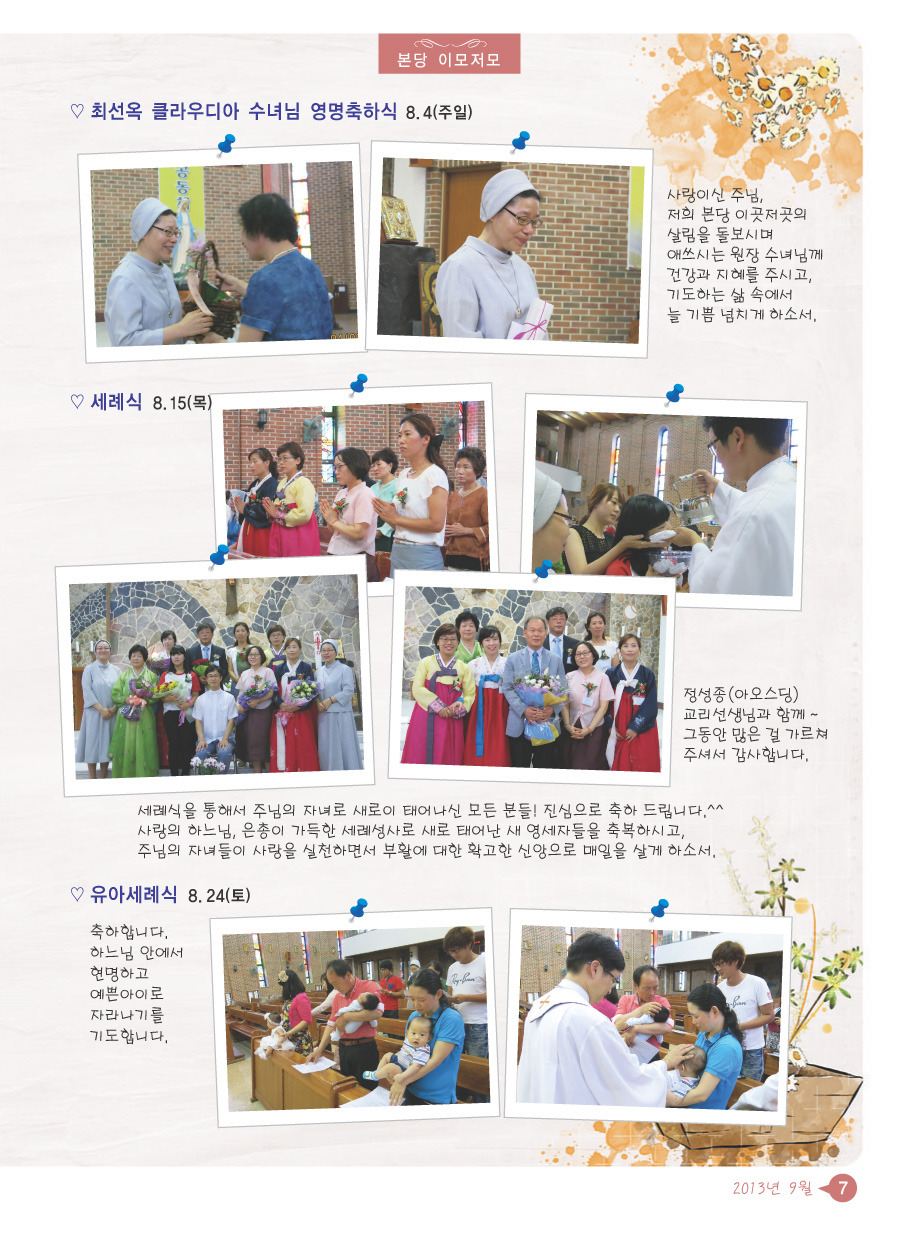 본당 이모저모
♡ 최선옥 클라우디아 수녀님 영명축하식 8.4(주일)
사랑이신 주님,
저희 본당 이곳저곳의
살림을 돌보시며
애쓰시는 원장 수녀님께
건강과 지혜를 주시고,
기도하는 삶 속에서
늘 기쁨 넘치게 하소서.
♡ 세례식 8.15(목)
정성종(아오스딩)
교리선생님과 함께~
그동안 많은 걸 가르쳐
주셔서 감사합니다.
세례식을 통해서 주님의 자녀로 새로이 태어나신 모든 분들! 진심으로 축하 드립니다.^^
사랑의 하느님, 은총이 가득한 세례성사로 새로 태어난 새 영세자들을 축복하시고,
주님의 자녀들이 사랑을 실천하면서 부활에 대한 확고한 신앙으로 매일을 살게 하소서.
♡ 유아세례식 8.24(토)
축하합니다.
하느님 안에서
현명하고
예쁜아이로
자라나기를
기도합니다.
2013년 9월 7